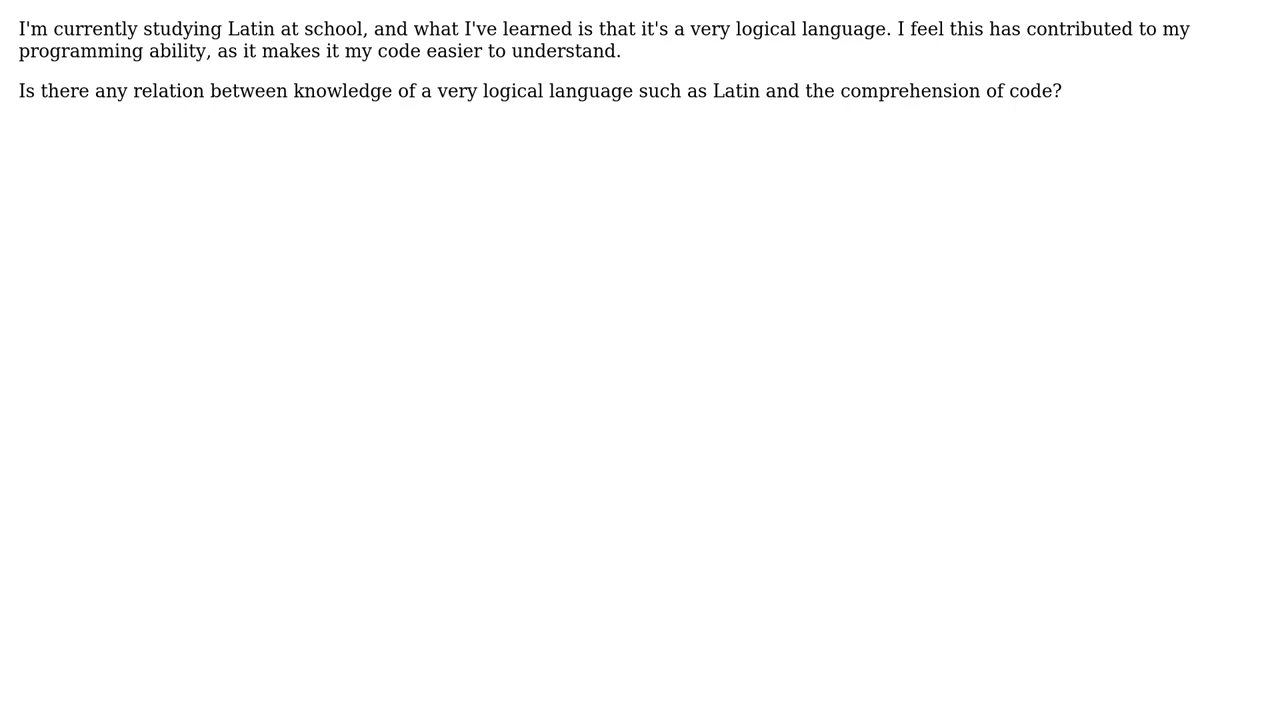 I'm currently studying Latin at school, and what I've learned is that it's a very logical language. I feel this has contributed to my
programming ability, as it makes it my code easier to understand.
Is there any relation between knowledge of a very logical language such as Latin and the comprehension of code?